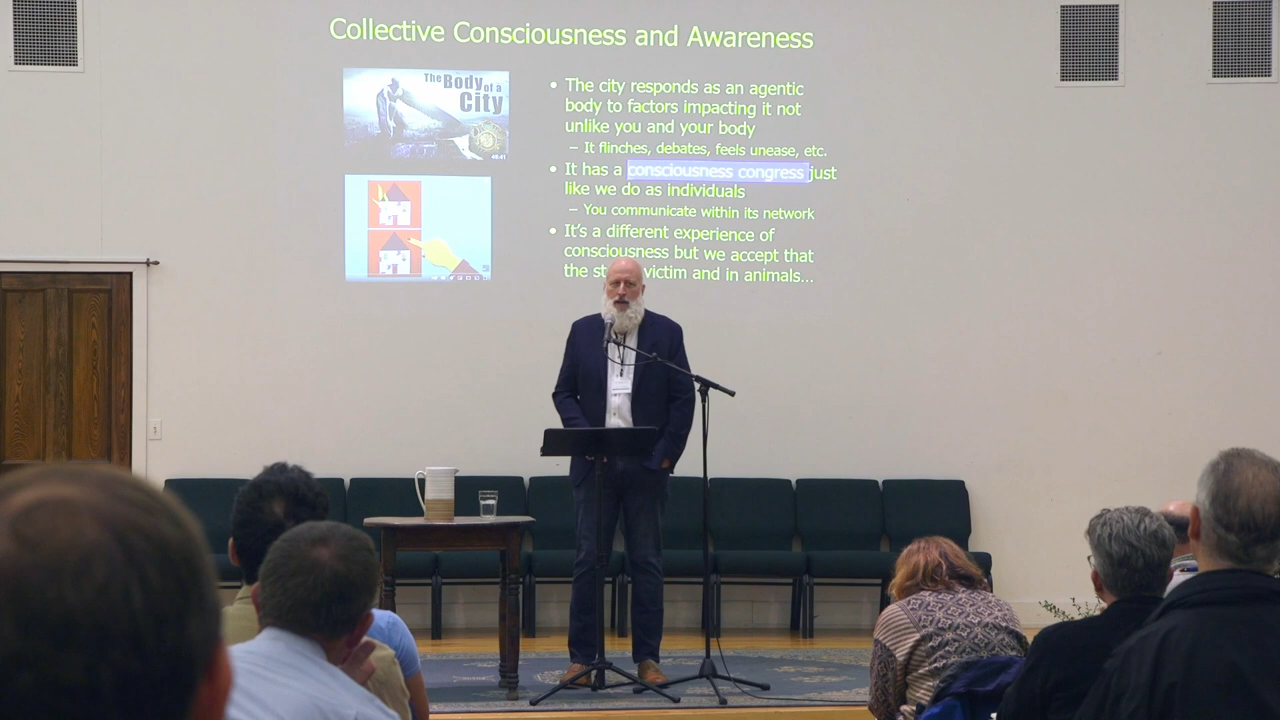 Collective Consciousness and Awareness
The Body of a
City
49:41
• The city responds as an agentic
body to factors impacting it not
unlike you and your body
– It flinches, debates, feels unease, etc.
• It has a consciousness congress just
like we do as individuals
– You communicate within its network
• It's a different experience of
consciousness but we accept that
the victim and in animals...